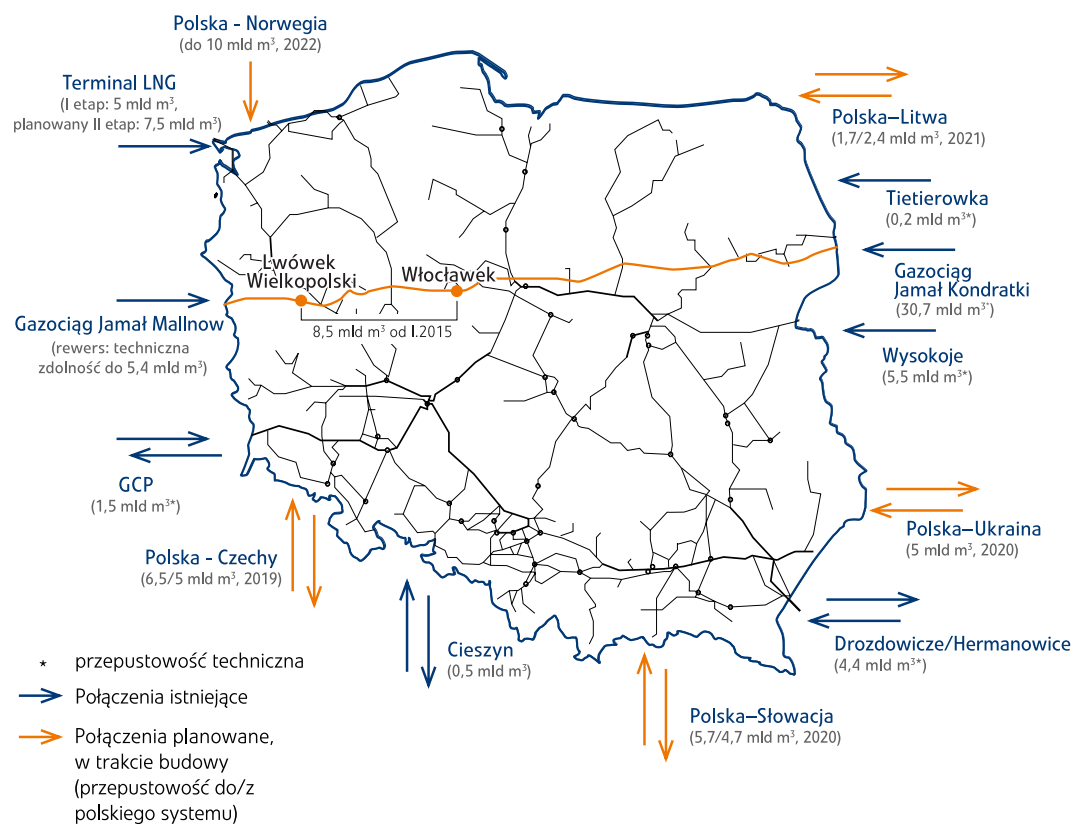 Polska - Norwegia
(do 10 mld m³, 2022)
Terminal LNG
(I etap: 5 mld m³,
planowany II etap: 7,5 mld m³)
Polska–Litwa
(1,7/2,4 mld m³, 2021)
Tietierowka
(0,2 mld m³*)
Gazociąg
Jamał Kondratki
(30,7 mld m³*)
Wysokoje
(5,5 mld m³*)
Lwówek
Wielkopolski
Włocławek
8,5 mld m³ od I.2015
Gazociąg Jamał Mallnow
(rewers: techniczna
zdolność do 5,4 mld m³)
GCP
(1,5 mld m³*)
Polska - Czechy
(6,5/5 mld m³, 2019)
Polska–Ukraina
(5 mld m³, 2020)
Cieszyn
(0,5 mld m³)
Drozdowicze/Hermanowice
(4,4 mld m³*)
Polska–Słowacja
(5,7/4,7 mld m³, 2020)
* przepustowość techniczna
Połączenia istniejące
Połączenia planowane,
w trakcie budowy
(przepustowość do/z
polskiego systemu)